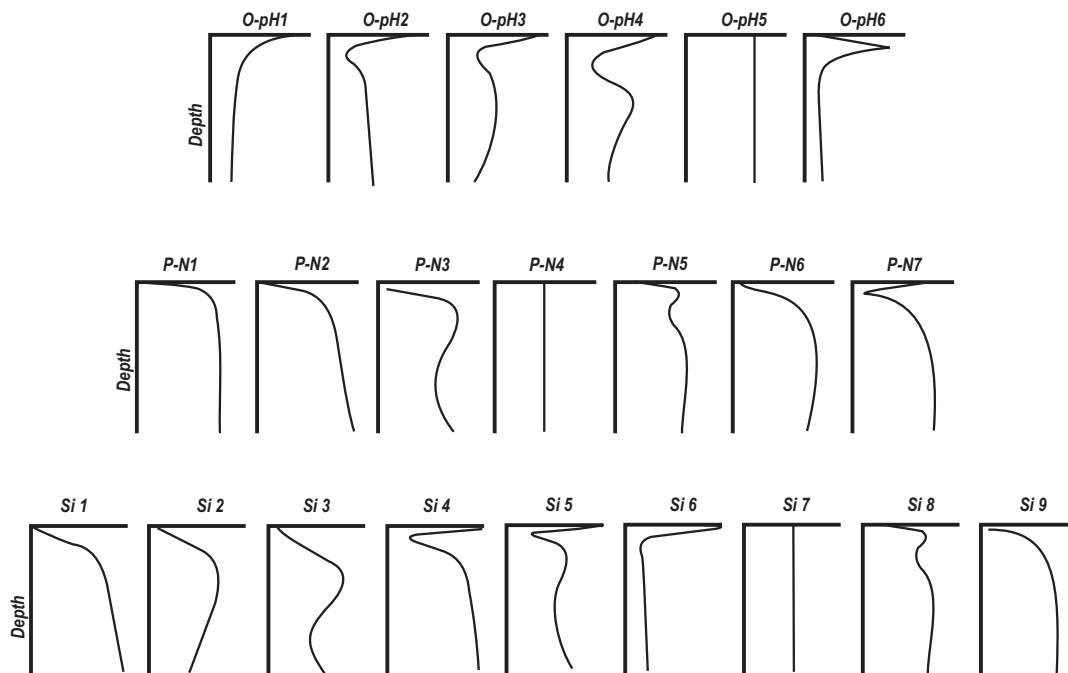 O-pH1 O-pH2 O-pH3 O-pH4 O-pH5 O-pH6
Depth
P-N1 P-N2 P-N3 P-N4 P-N5 P-N6 P-N7
Depth
Si 1 Si 2 Si 3 Si 4 Si 5 Si 6 Si 7 Si 8 Si 9
Depth